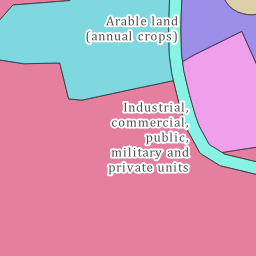 Arable land
(annual crops)
Industrial,
commercial,
public,
military and
private units